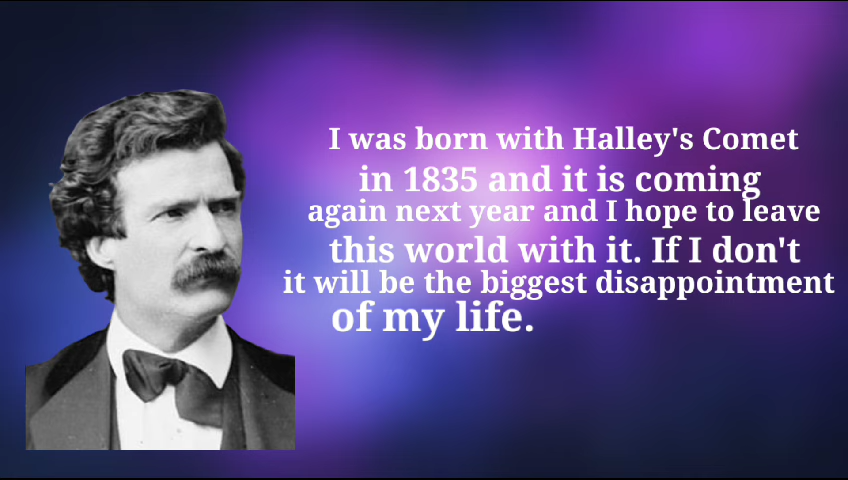 I was born with Halley's Comet
in 1835 and it is coming
again next year and I hope to leave
this world with it. If I don't
it will be the biggest disappointment
of my life.